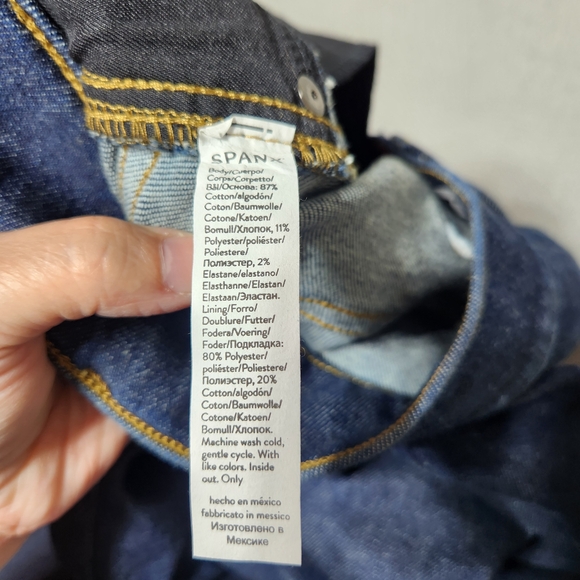 SPANX
Body/Cuerpo/
Corps/Corpetto/
Bål/Основа: 87%
Cotton/algodón/
Coton/Baumwolle/
Cotone/Katoen/
Bomull/Хлопок, 11%
Polyester/poliéster/
Poliestere/
Полиэстер, 2%
Elastane/elastano/
Elasthanne/Elastan/
Elastaan/Эластан.
Lining/Forro/
Doublure/Futter/
Fodera/Voering/
Foder/Подкладка:
80% Polyester/
poliéster/Poliestere/
Полиэстер, 20%
Cotton/algodón/
Coton/Baumwolle/
Cotone/Katoen/
Bomull/Хлопок.
Machine wash cold,
gentle cycle. With
like colors. Inside
out. Only
hecho en méxico
fabbricato in messico
Изготовлено в
Мексике